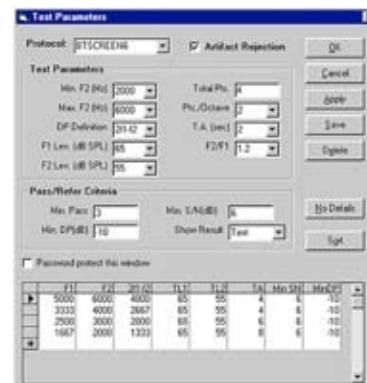 Test Parameters
Protocol: BTSCREEN6
Artifact Rejection
OK
Cancel
Apply
Save
Delete
Test Parameters
Min. F2 (Hz) 2000
Total Pts. 4
Max. F2 (Hz) 6000
Pts./Octave 2
DP Definition 2f1-f2
T.A. (sec) 2
F1 Lev. (dB SPL) 65
F2/F1 1.2
F2 Lev. (dB SPL) 55
Pass/Refer Criteria
Min. Pass 3
Min. S/N(dB) 6
Min. DP(dB) -10
Show Result Text
No Details
Password protect this window
F1 F2 2f1-f2 TL1 TL2 TA Min SN MinDP
5000 6000 4000 65 55 4 6 -10
3333 4000 2667 65 55 4 6 -10
2500 3000 2000 65 55 6 6 -10
1667 2000 1333 65 55 8 6 -10